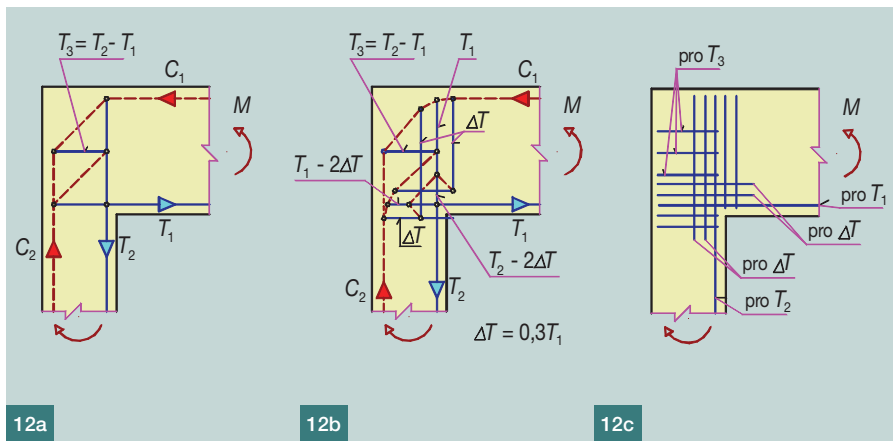 T₃ = T₂ - T₁
C₁
M
C₂
T₂
T₁
12a
T₃ = T₂ - T₁
T₁
C₁
M
ΔT
T₁ - 2ΔT
ΔT
T₁
C₂
T₂
T₂ - 2ΔT
ΔT = 0,3T₁
12b
pro T₃
M
pro T₁
pro ΔT
pro ΔT
pro T₂
12c